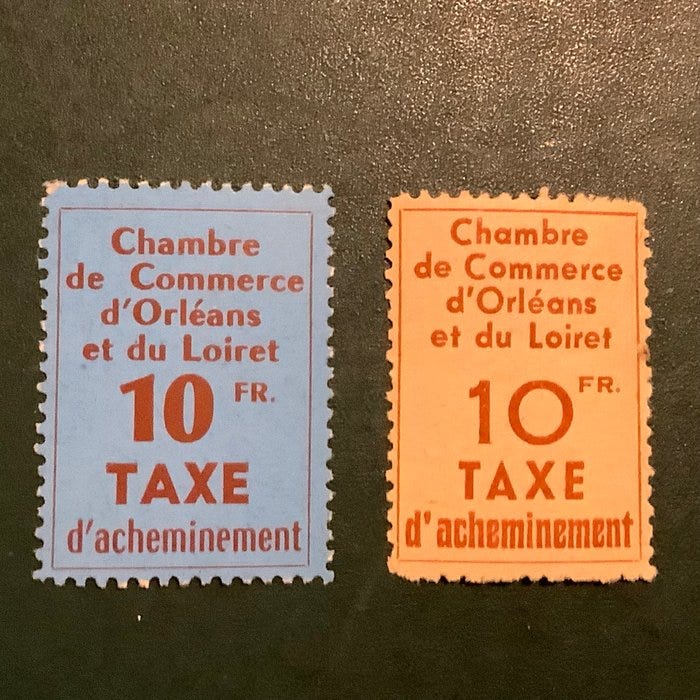 Chambre
de Commerce
d'Orléans
et du Loiret
10 FR.
TAXE
d'acheminement
Chambre
de Commerce
d'Orléans
et du Loiret
10 FR.
TAXE
d'acheminement